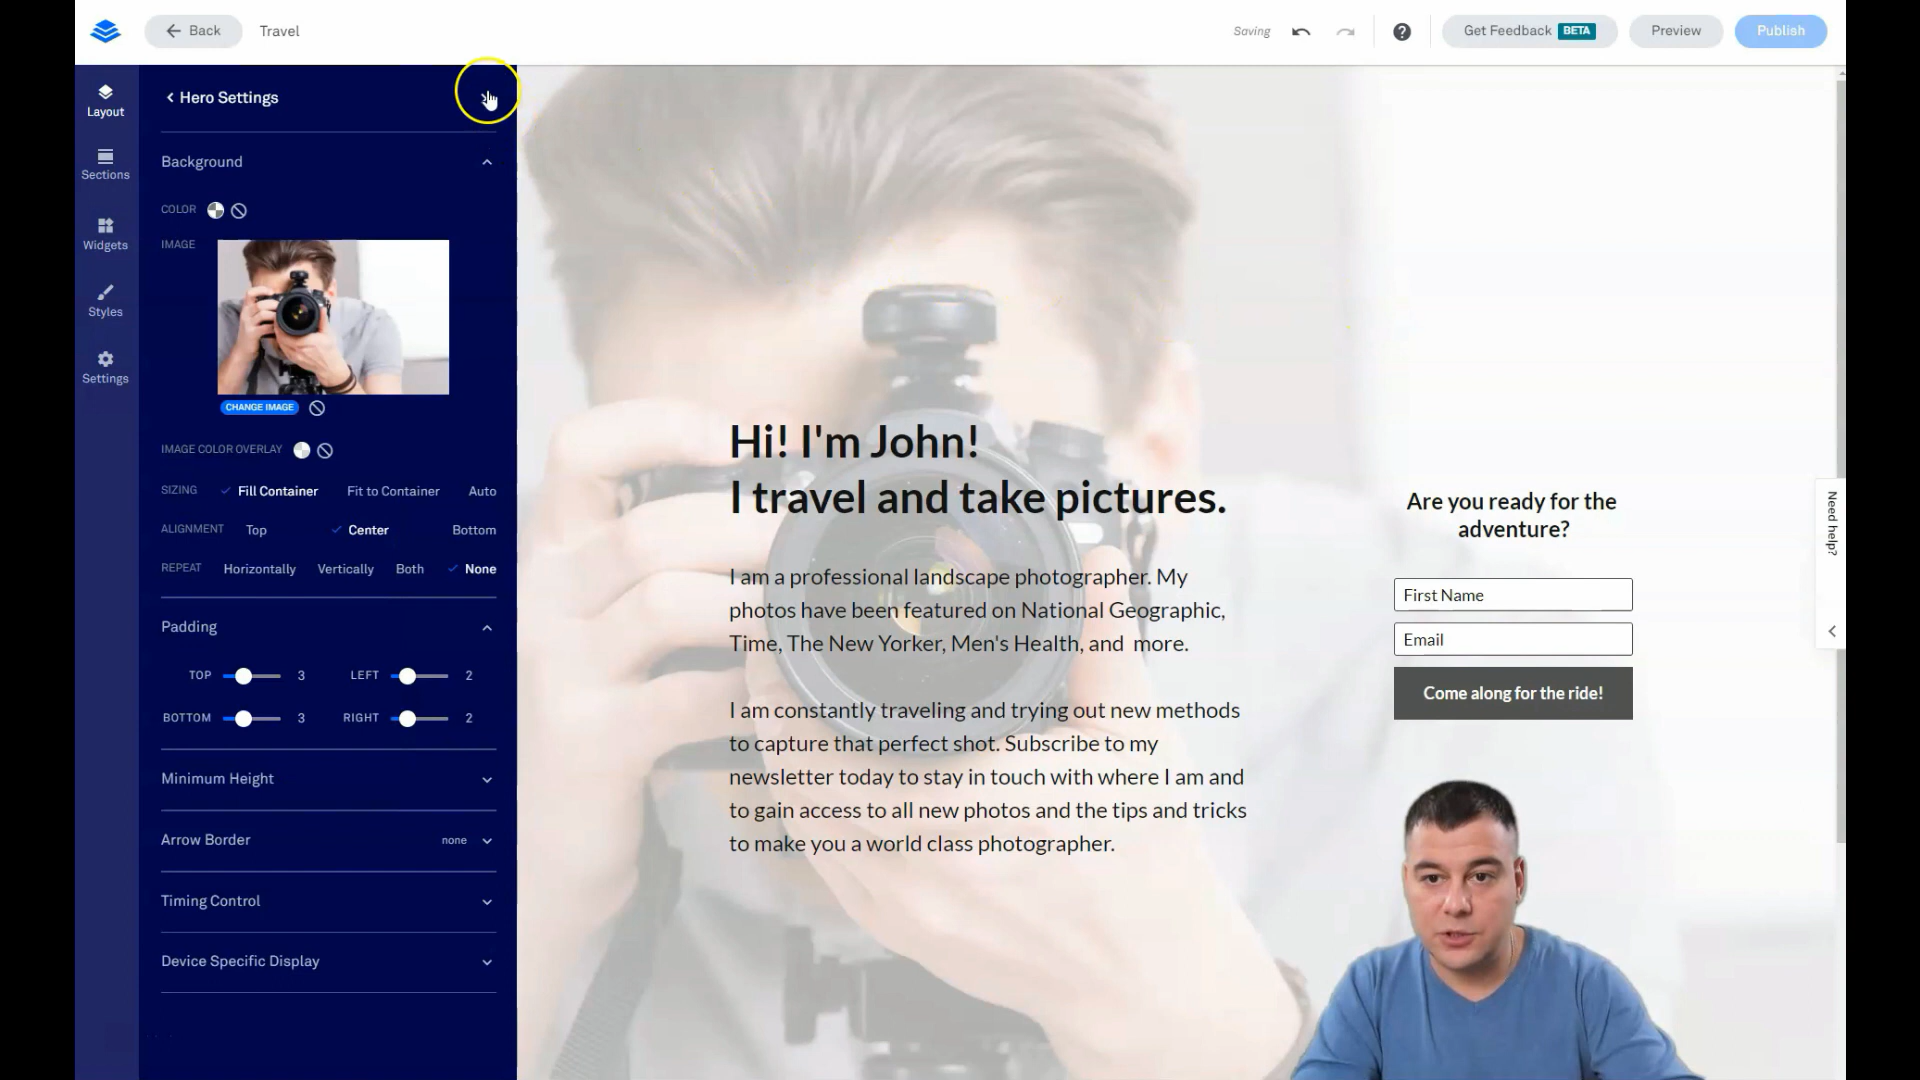 Back
Travel
Saving
Get Feedback BETA
Preview
Publish
Layout
Sections
Widgets
Styles
Settings
Hero Settings
Background
COLOR
IMAGE
CHANGE IMAGE
IMAGE COLOR OVERLAY
SIZING Fill Container Fit to Container Auto
ALIGNMENT Top Center Bottom
REPEAT Horizontally Vertically Both None
Padding
TOP 3 LEFT 2
BOTTOM 3 RIGHT 2
Minimum Height
Arrow Border none
Timing Control
Device Specific Display
Hi! I'm John!
I travel and take pictures.
I am a professional landscape photographer. My
photos have been featured on National Geographic,
Time, The New Yorker, Men's Health, and more.
I am constantly traveling and trying out new methods
to capture that perfect shot. Subscribe to my
newsletter today to stay in touch with where I am and
to gain access to all new photos and the tips and tricks
to make you a world class photographer.
Are you ready for the
adventure?
First Name
Email
Come along for the ride!
Need help?